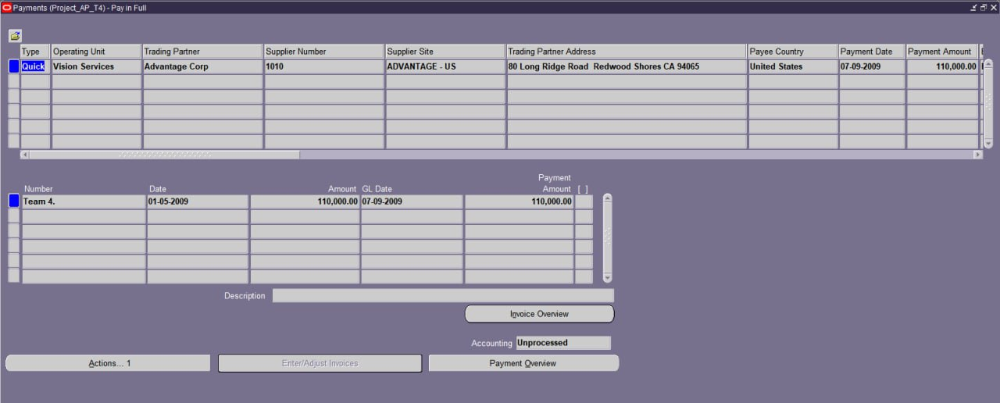 Payments (Project_AP_T4) - Pay in Full
Type Operating Unit Trading Partner Supplier Number Supplier Site Trading Partner Address Payee Country Payment Date Payment Amount
Quick Vision Services Advantage Corp 1010 ADVANTAGE - US 80 Long Ridge Road Redwood Shores CA 94065 United States 07-09-2009 110,000.00
Payment
Number Date Amount GL Date Amount [ ]
Team 4. 01-05-2009 110,000.00 07-09-2009 110,000.00
Description
Invoice Overview
Accounting Unprocessed
Actions... 1 Enter/Adjust Invoices Payment Overview